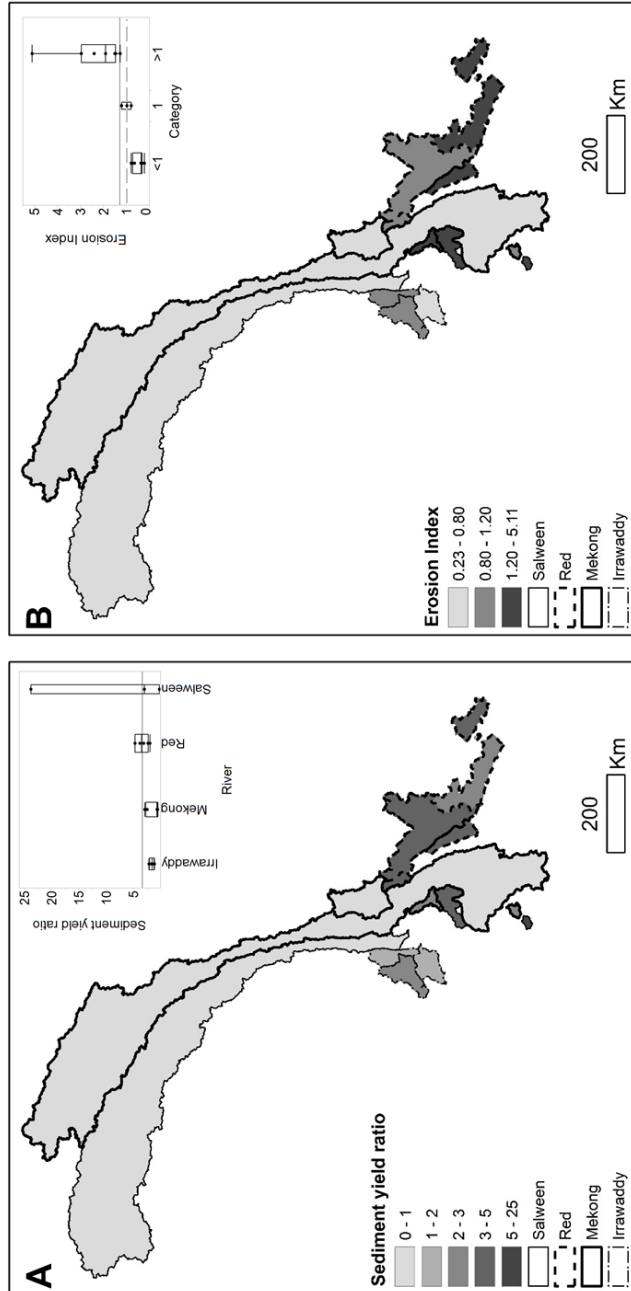 A
Sediment yield ratio
25
20
15
10
5
Irrawaddy
Mekong
Red
Salween
River
Sediment yield ratio
0 - 1
1 - 2
2 - 3
3 - 5
5 - 25
Salween
Red
Mekong
Irrawaddy
200
Km
B
Erosion Index
5
4
3
2
1
0
<1
1
>1
Category
Erosion Index
0.23 - 0.80
0.80 - 1.20
1.20 - 5.11
Salween
Red
Mekong
Irrawaddy
200
Km